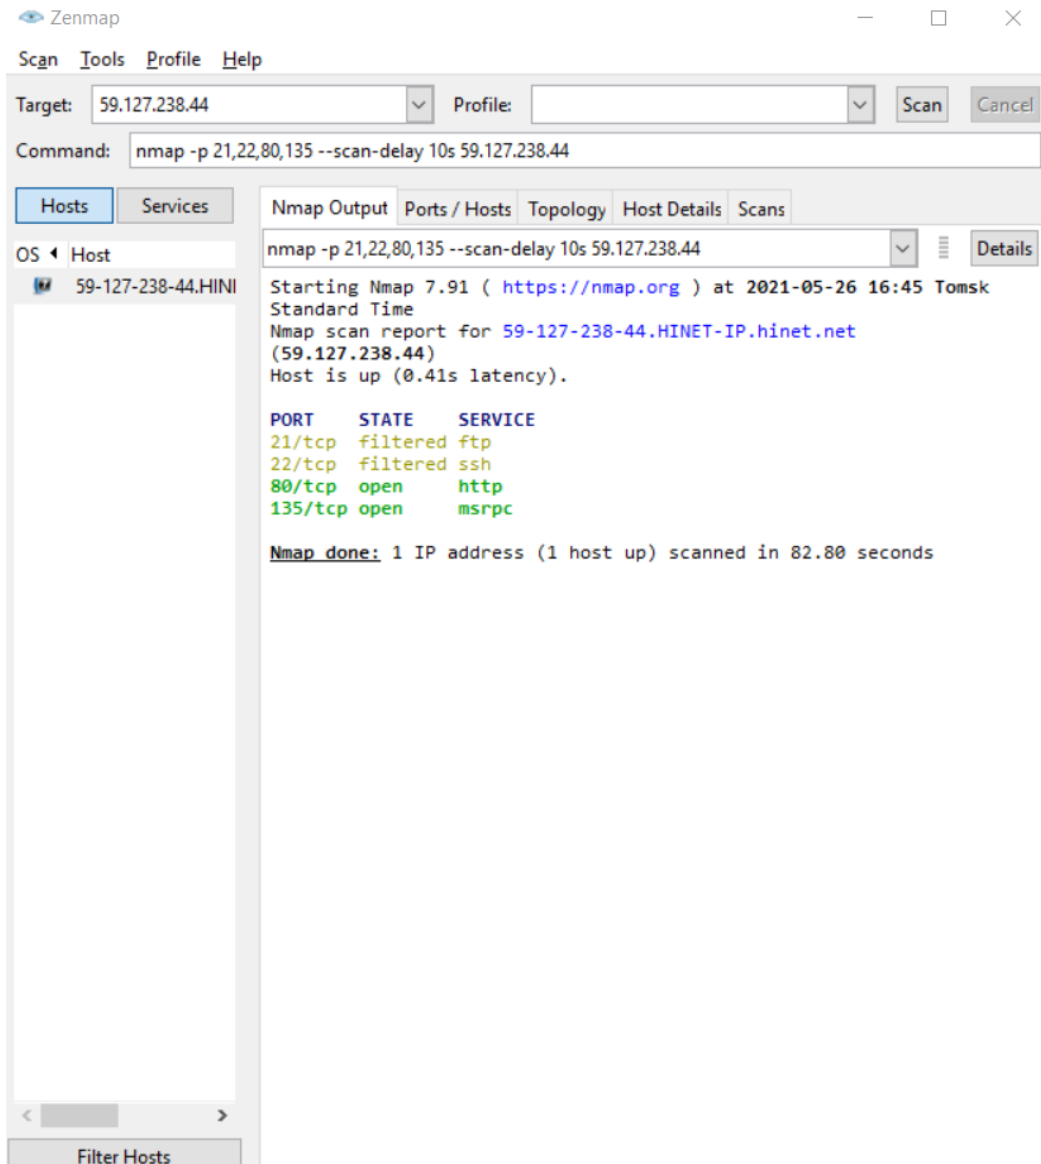 Zenmap
Scan Tools Profile Help
Target: 59.127.238.44 Profile: Scan Cancel
Command: nmap -p 21,22,80,135 --scan-delay 10s 59.127.238.44
Hosts Services
Nmap Output Ports / Hosts Topology Host Details Scans
OS Host
nmap -p 21,22,80,135 --scan-delay 10s 59.127.238.44 Details
59-127-238-44.HINI
Starting Nmap 7.91 ( https://nmap.org ) at 2021-05-26 16:45 Tomsk
Standard Time
Nmap scan report for 59-127-238-44.HINET-IP.hinet.net
(59.127.238.44)
Host is up (0.41s latency).
PORT STATE SERVICE
21/tcp filtered ftp
22/tcp filtered ssh
80/tcp open http
135/tcp open msrpc
Nmap done: 1 IP address (1 host up) scanned in 82.80 seconds
Filter Hosts